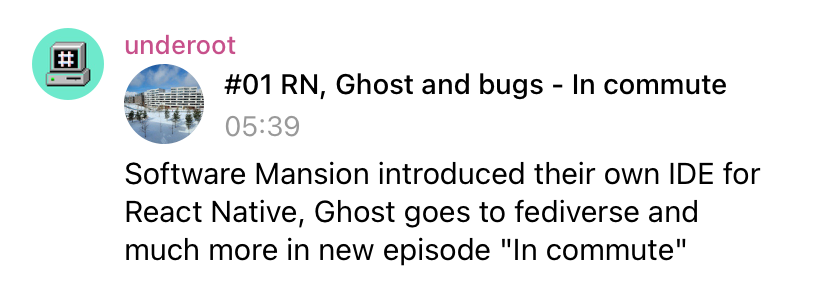 underoot
#01 RN, Ghost and bugs - In commute
05:39
Software Mansion introduced their own IDE for
React Native, Ghost goes to fediverse and
much more in new episode "In commute"